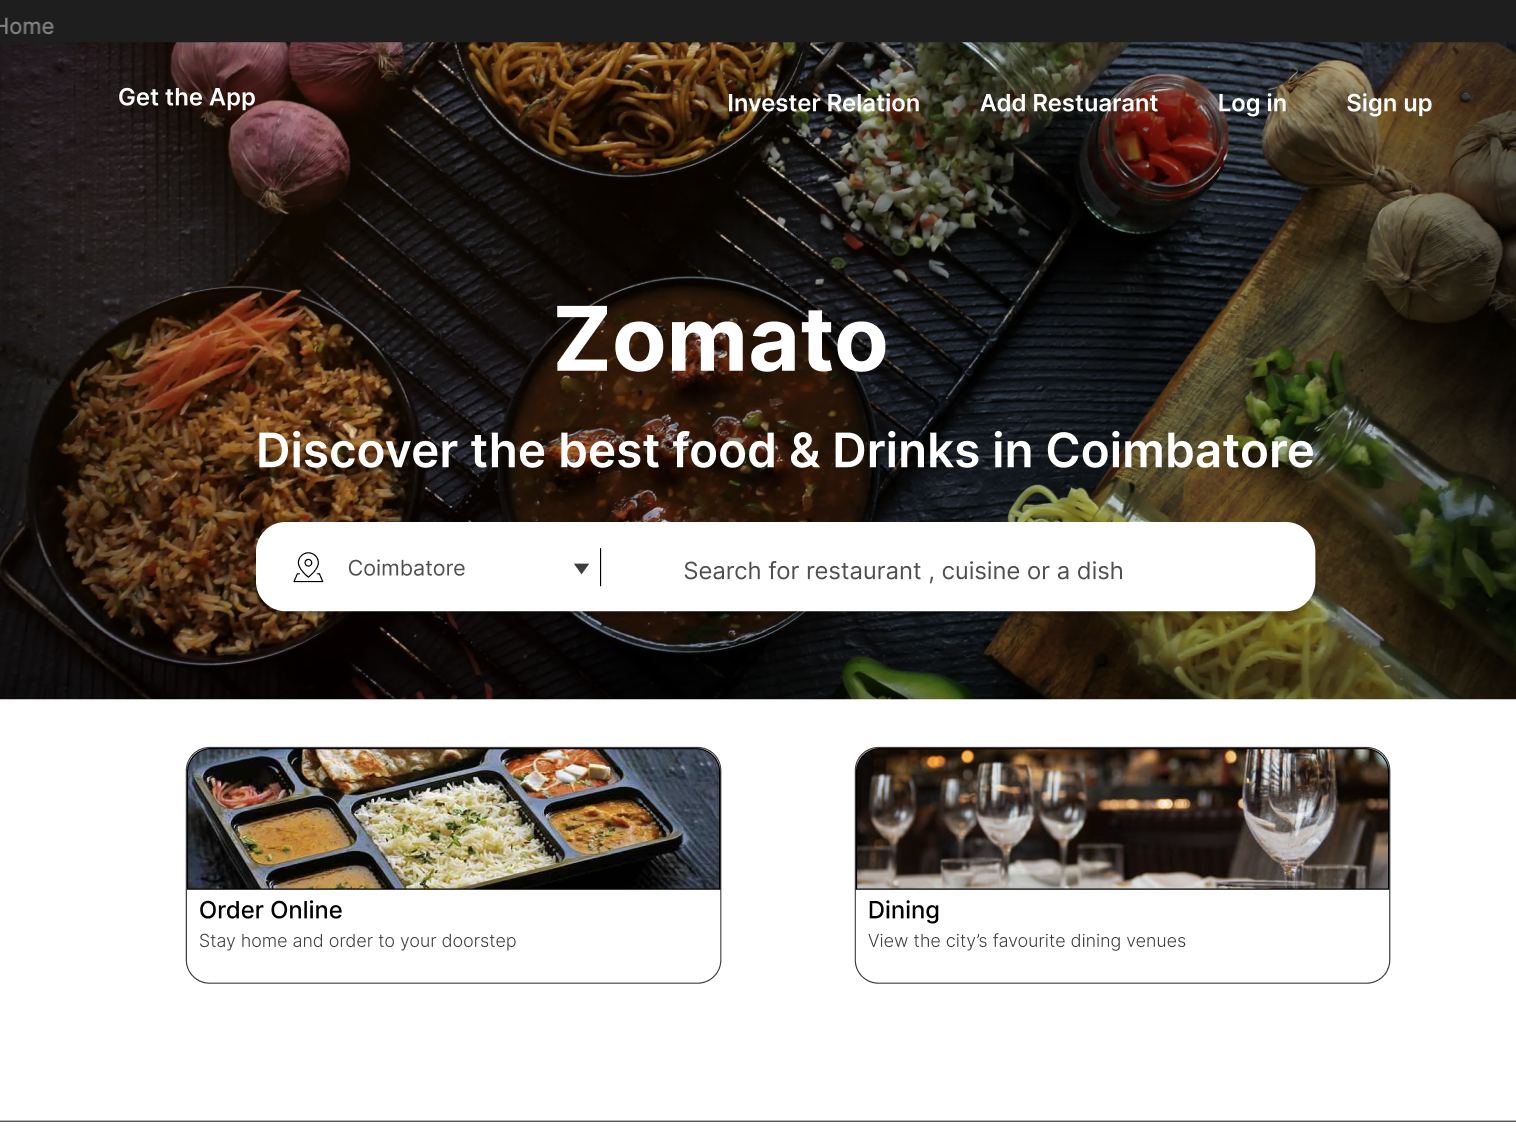 Home
Get the App
Invester Relation
Add Restuarant
Log in
Sign up
Zomato
Discover the best food & Drinks in Coimbatore
Coimbatore
Search for restaurant , cuisine or a dish
Order Online
Stay home and order to your doorstep
Dining
View the city’s favourite dining venues